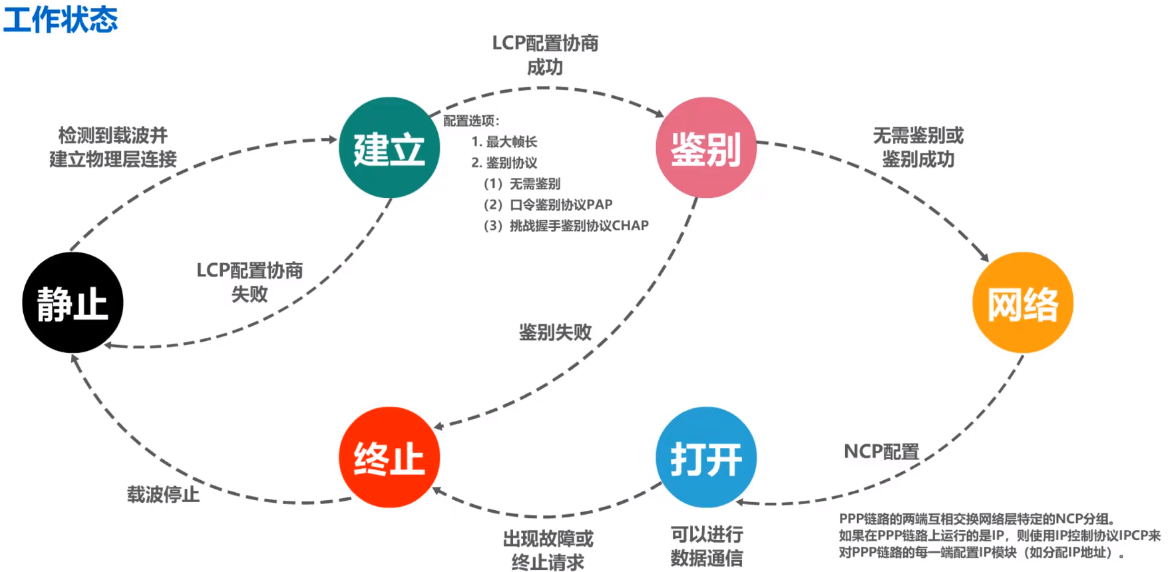 工作状态
LCP配置协商
成功
检测到载波并
建立物理层连接
建立
配置选项：
1. 最大帧长
2. 鉴别协议
（1）无需鉴别
（2）口令鉴别协议PAP
（3）挑战握手鉴别协议CHAP
鉴别
无需鉴别或
鉴别成功
LCP配置协商
失败
静止
鉴别失败
网络
终止
打开
NCP配置
载波停止
出现故障或
终止请求
可以进行
数据通信
PPP链路的两端互相交换网络层特定的NCP分组。
如果在PPP链路上运行的是IP，则使用IP控制协议IPCP来
对PPP链路的每一端配置IP模块（如分配IP地址）。